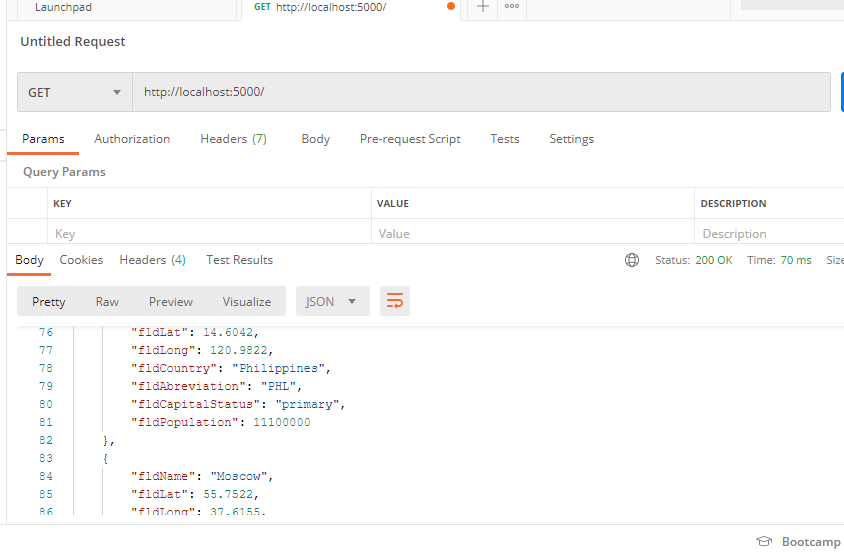 Launchpad GET http://localhost:5000/
Untitled Request
GET http://localhost:5000/
Params Authorization Headers (7) Body Pre-request Script Tests Settings
Query Params
KEY VALUE DESCRIPTION
Key Value Description
Body Cookies Headers (4) Test Results Status: 200 OK Time: 70 ms Size
Pretty Raw Preview Visualize JSON
76 "fldLat": 14.6042,
77 "fldLong": 120.9822,
78 "fldCountry": "Philippines",
79 "fldAbreviation": "PHL",
80 "fldCapitalStatus": "primary",
81 "fldPopulation": 11100000
82 },
83 {
84 "fldName": "Moscow",
85 "fldLat": 55.7522,
86 "fldLong": 37.6155,
Bootcamp